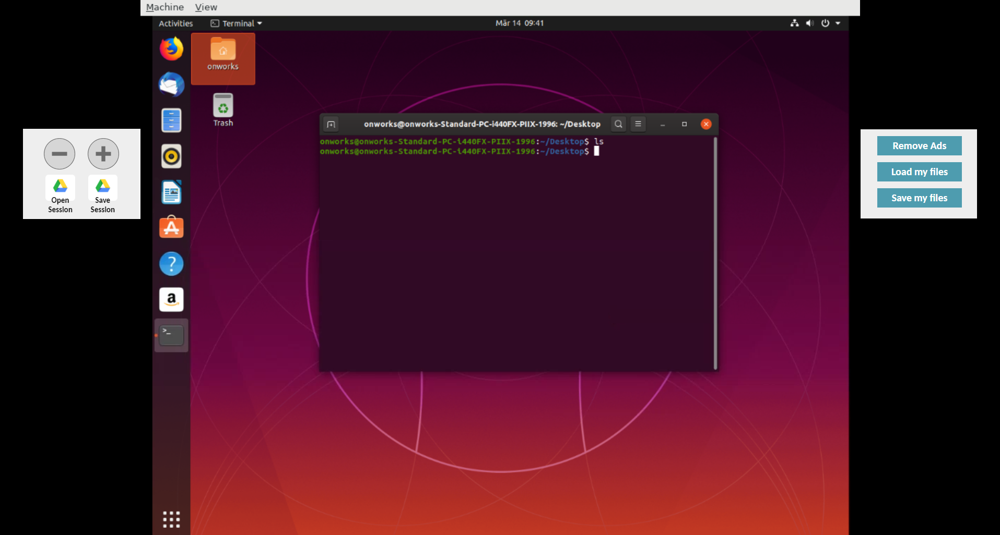 Machine View
Activities Terminal Mär 14 09:41
onworks
Trash
onworks@onworks-Standard-PC-i440FX-PIIX-1996: ~/Desktop
onworks@onworks-Standard-PC-i440FX-PIIX-1996:~/Desktop$ ls
onworks@onworks-Standard-PC-i440FX-PIIX-1996:~/Desktop$
Open
Session
Save
Session
Remove Ads
Load my files
Save my files